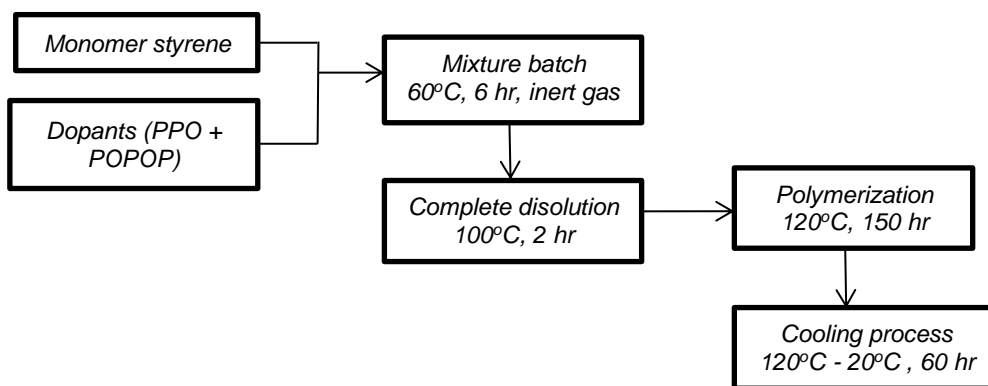 Monomer styrene
Dopants (PPO +
POPOP)
Mixture batch
60ºC, 6 hr, inert gas
Complete disolution
100ºC, 2 hr
Polymerization
120ºC, 150 hr
Cooling process
120ºC - 20ºC , 60 hr